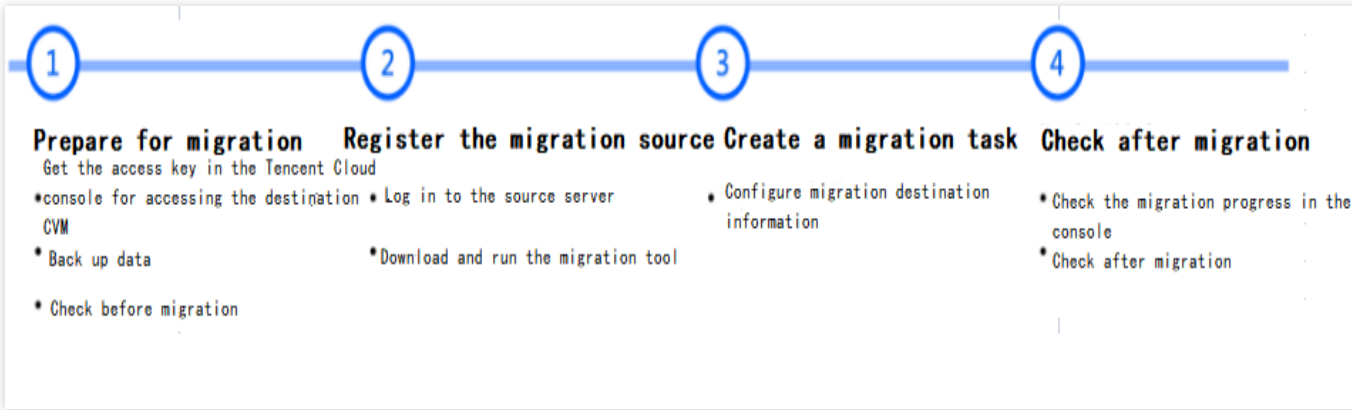 1
2
3
4
Prepare for migration
Get the access key in the Tencent Cloud
•console for accessing the destination
CVM
• Back up data
• Check before migration
Register the migration source
• Log in to the source server
•Download and run the migration tool
Create a migration task
• Configure migration destination
information
Check after migration
• Check the migration progress in the
console
• Check after migration